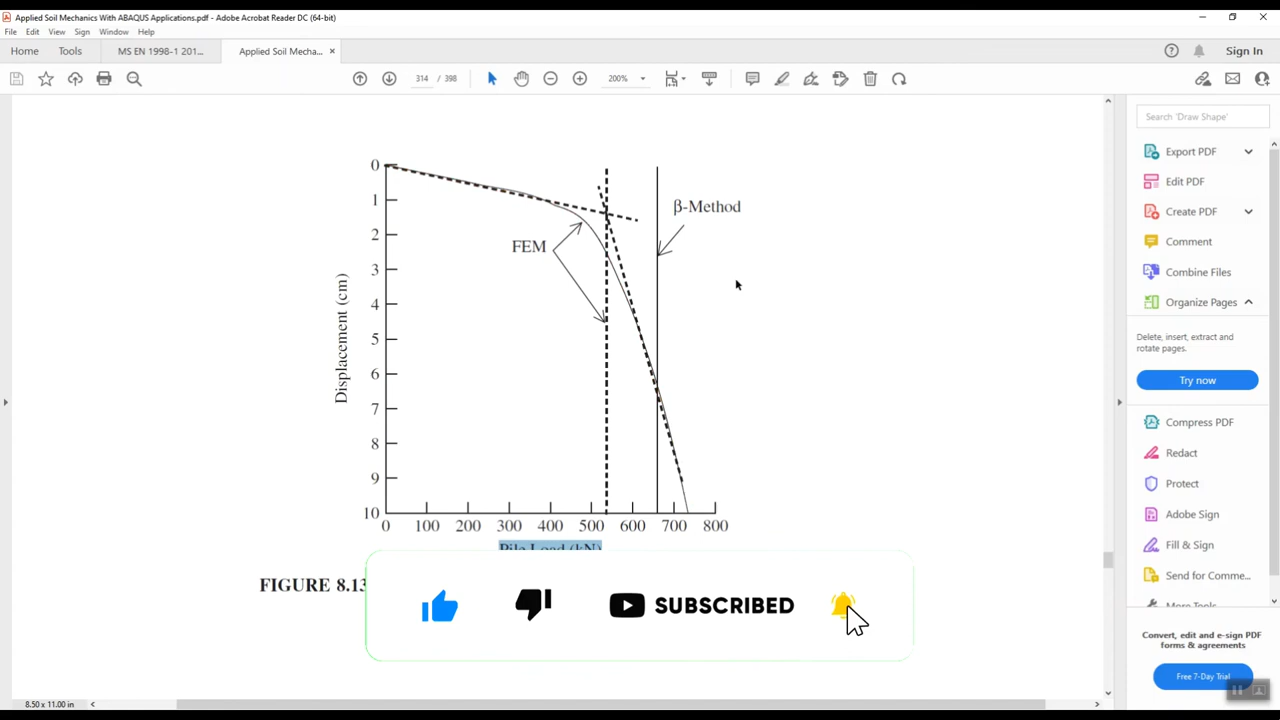 Applied Soil Mechanics With ABAQUS Applications.pdf - Adobe Acrobat Reader DC (64-bit)
File Edit View Sign Window Help
Home Tools MS EN 1998-1 201... Applied Soil Mecha... × Sign In
314 / 398 200%
Search 'Draw Shape'
Export PDF
Edit PDF
Create PDF
Comment
Combine Files
Organize Pages
Delete, insert, extract and
rotate pages.
Try now
Compress PDF
Redact
Protect
Adobe Sign
Fill & Sign
Send for Comme...
More Tools
Convert, edit and e-sign PDF
forms & agreements
Free 7-Day Trial
0
1
2
3
4
5
6
7
8
9
10
Displacement (cm)
β-Method
FEM
0 100 200 300 400 500 600 700 800
Pile Load (kN)
FIGURE 8.13
SUBSCRIBED
8.50 x 11.00 in